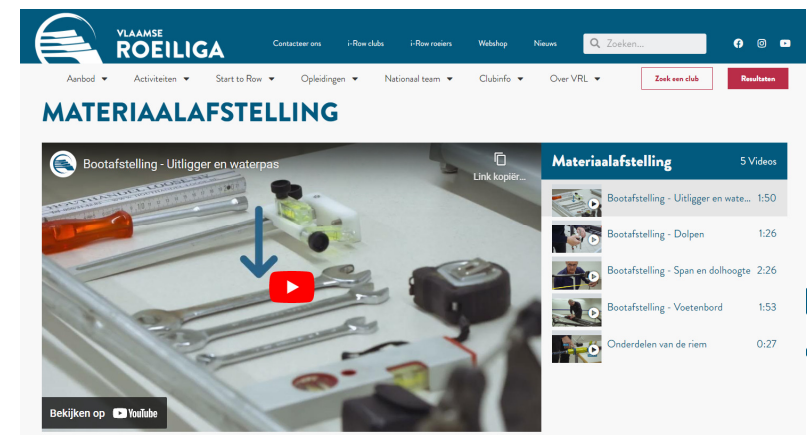 VLAAMSE
ROEILIGA
Contacteer ons
i-Row clubs
i-Row roeiers
Webshop
Nieuws
Zoeken...
Aanbod
Activiteiten
Start to Row
Opleidingen
Nationaal team
Clubinfo
Over VRL
Zoek een club
Resultaten
MATERIAALAFSTELLING
Bootafstelling - Uitligger en waterpas
Link kopiër...
Bekijken op YouTube
Materiaalafstelling
5 Videos
Bootafstelling - Uitligger en wate... 1:50
Bootafstelling - Dolpen 1:26
Bootafstelling - Span en dolhoogte 2:26
Bootafstelling - Voetenbord 1:53
Onderdelen van de riem 0:27